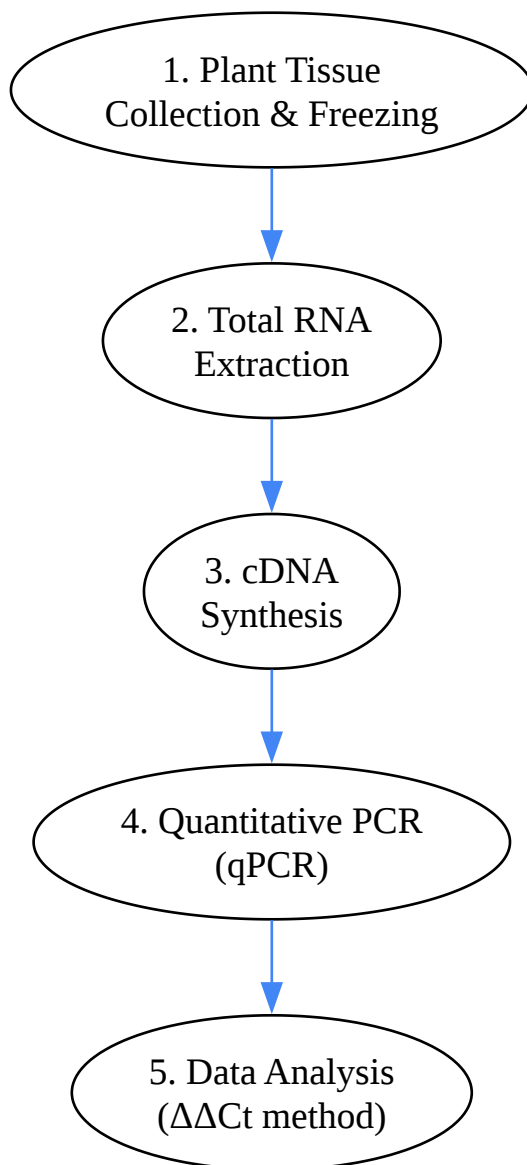 1. Plant Tissue
Collection & Freezing
2. Total RNA
Extraction
3. cDNA
Synthesis
4. Quantitative PCR
(qPCR)
5. Data Analysis
(ΔΔCt method)